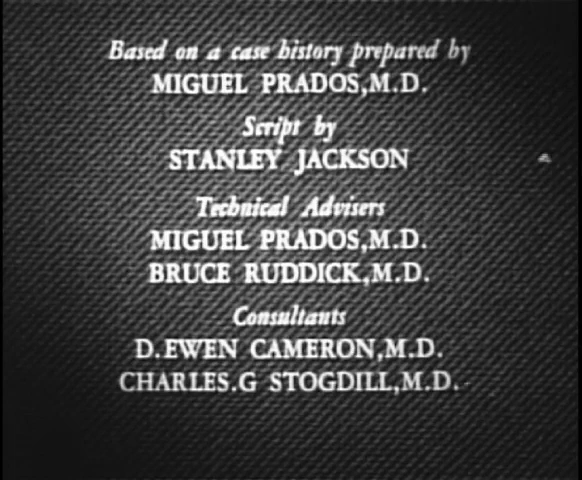 Based on a case history prepared by
MIGUEL PRADOS,M.D.
Script by
STANLEY JACKSON
Technical Advisers
MIGUEL PRADOS,M.D.
BRUCE RUDDICK,M.D.
Consultants
D.EWEN CAMERON,M.D.
CHARLES.G STOGDILL,M.D.